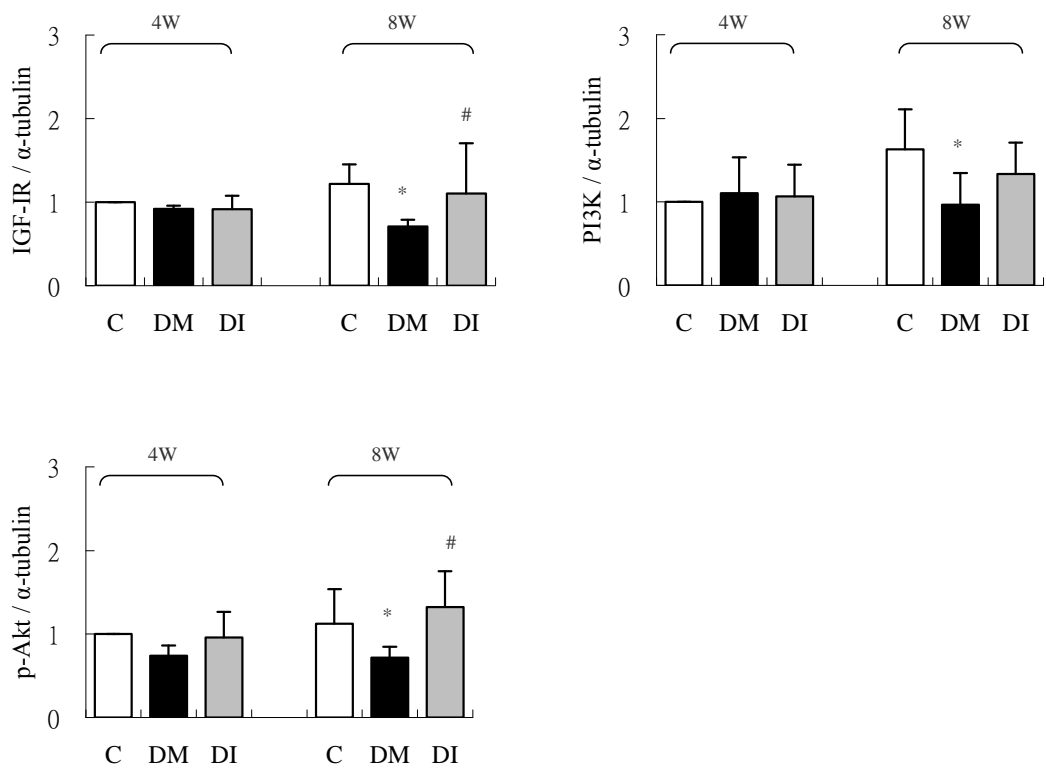 4W 8W
3
2
1
0
IGF-IR / α-tubulin
#
*
C DM DI C DM DI
4W 8W
3
2
1
0
PI3K / α-tubulin
*
C DM DI C DM DI
4W 8W
3
2
1
0
p-Akt / α-tubulin
#
*
C DM DI C DM DI